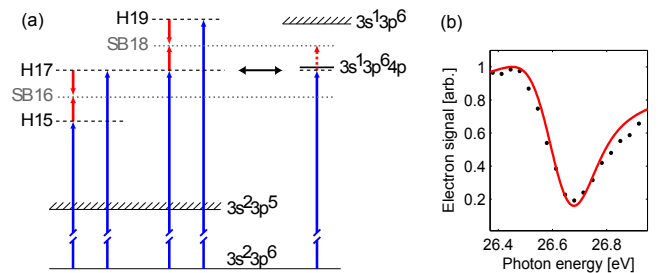 (a)
H19
3s¹3p⁶
SB18
H17
3s¹3p⁶4p
SB16
H15
3s²3p⁵
3s²3p⁶
(b)
1
0.8
0.6
0.4
0.2
26.4
26.6
26.8
Electron signal [arb.]
Photon energy [eV]